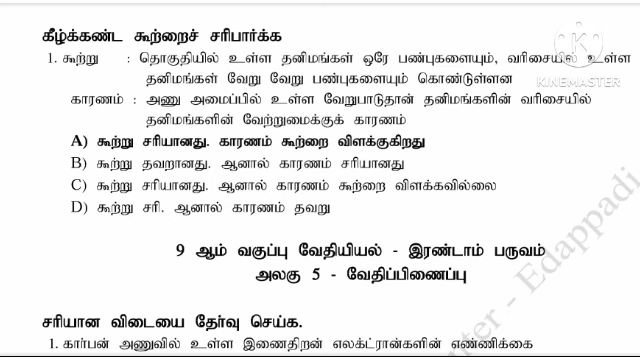 கீழ்க்கண்ட கூற்றைச் சரிபார்க்க
1. கூற்று : தொகுதியில் உள்ள தனிமங்கள் ஒரே பண்புகளையும், வரிசையில் உள்ள
தனிமங்கள் வேறு வேறு பண்புகளையும் கொண்டுள்ளன
காரணம் : அணு அமைப்பில் உள்ள வேறுபாடுதான் தனிமங்களின் வரிசையில்
தனிமங்களின் வேற்றுமைக்குக் காரணம்
A) கூற்று சரியானது. காரணம் கூற்றை விளக்குகிறது
B) கூற்று தவறானது. ஆனால் காரணம் சரியானது
C) கூற்று சரியானது. ஆனால் காரணம் கூற்றை விளக்கவில்லை
D) கூற்று சரி. ஆனால் காரணம் தவறு
9 ஆம் வகுப்பு வேதியியல் - இரண்டாம் பருவம்
அலகு 5 - வேதிப்பிணைப்பு
சரியான விடையை தேர்வு செய்க.
1. கார்பன் அணுவில் உள்ள இணைதிறன் எலக்ட்ரான்களின் எண்ணிக்கை
KINEMASTER
- Edappadi